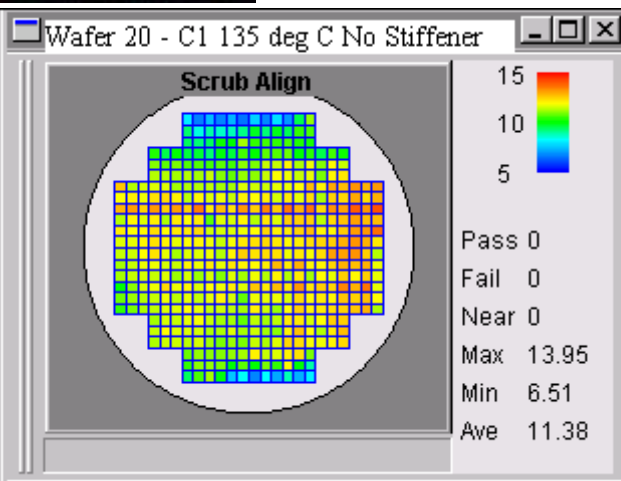 Wafer 20 - C1 135 deg C No Stiffener
Scrub Align
15
10
5
Pass 0
Fail 0
Near 0
Max 13.95
Min 6.51
Ave 11.38